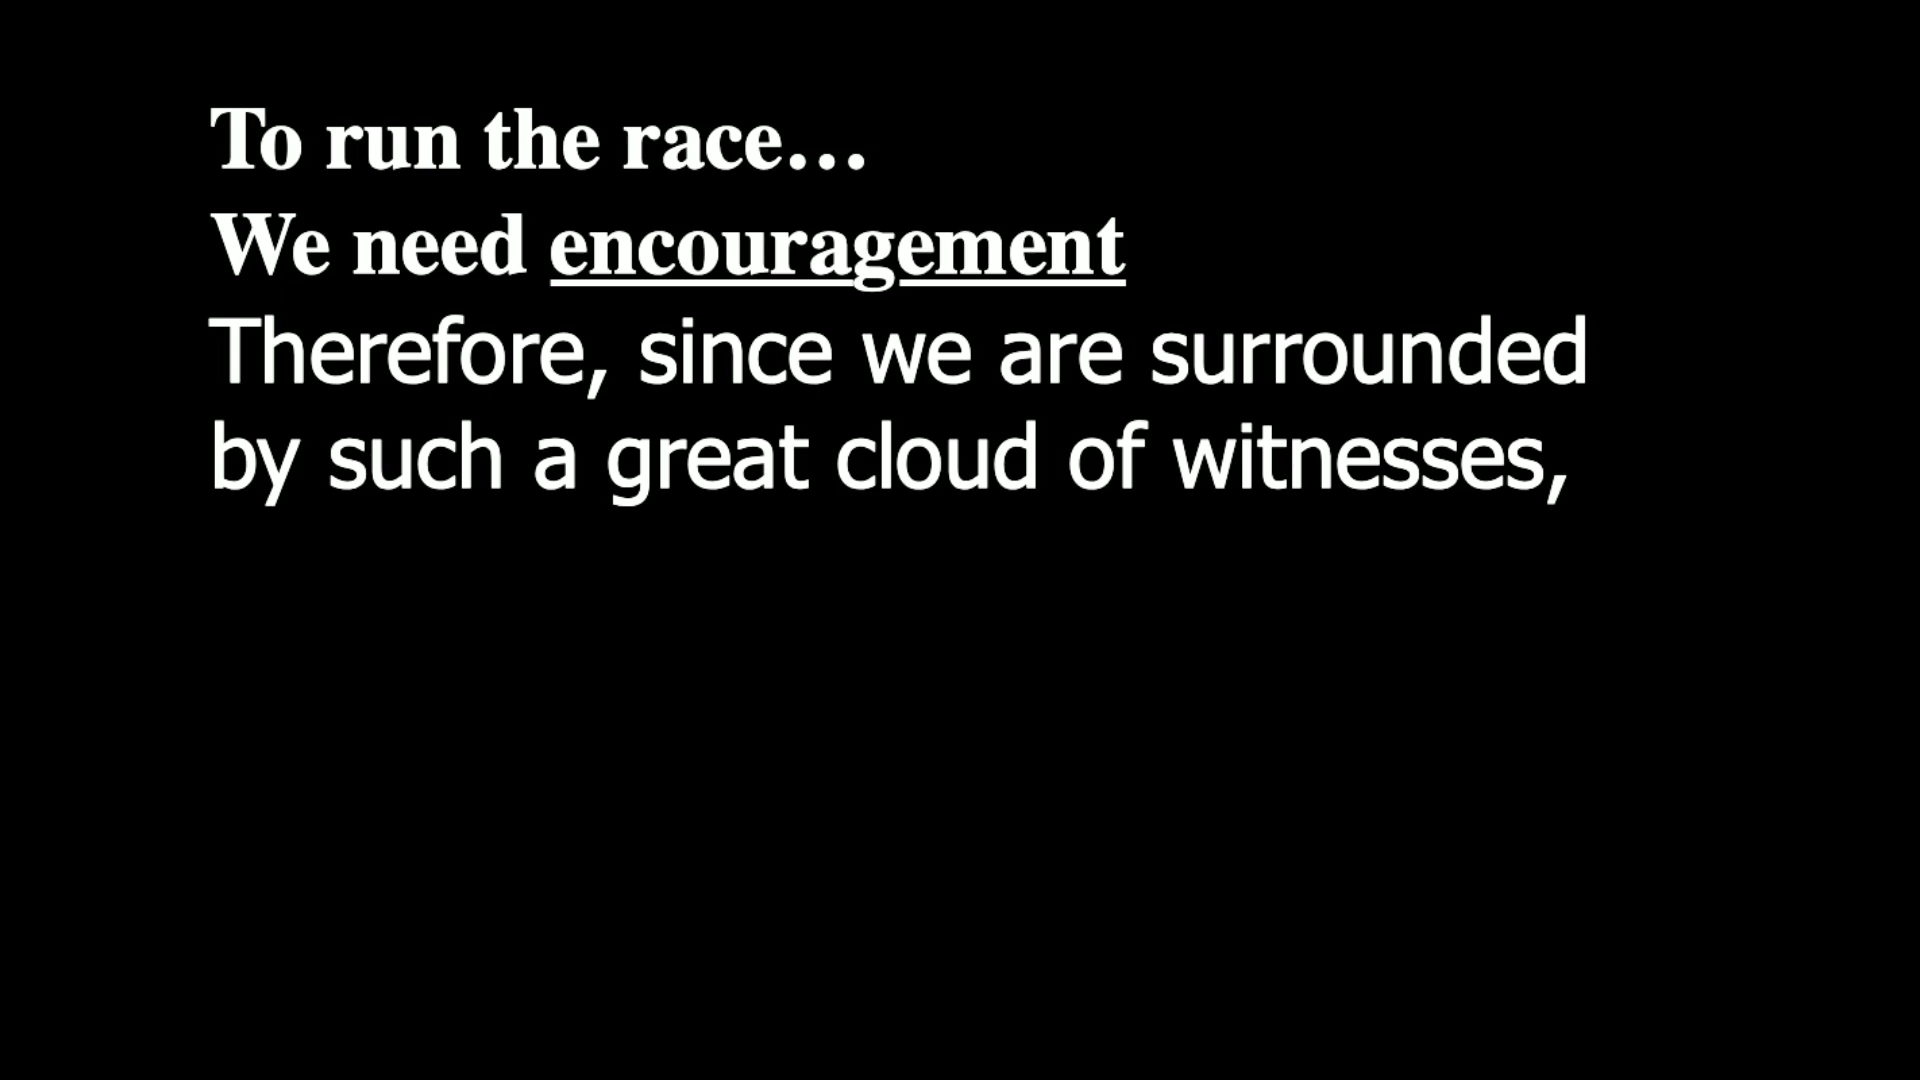 To run the race…
We need encouragement
Therefore, since we are surrounded
by such a great cloud of witnesses,